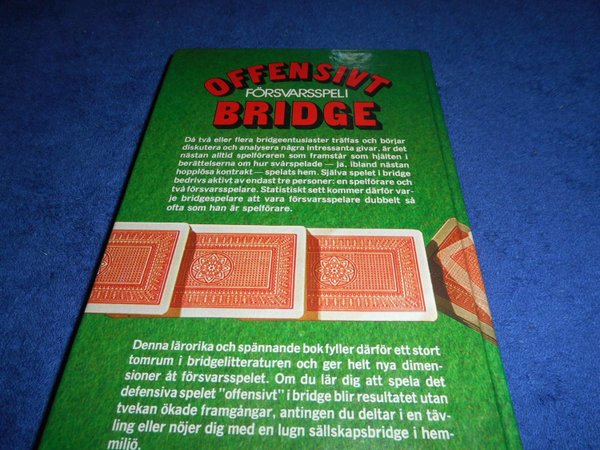 OFFENSIVT
FÖRSVARSSPEL I
BRIDGE
Då två eller flera bridgeentusiaster träffas och börjar
diskutera och analysera några intressanta givar, är det
nästan alltid spelföraren som framstår som hjälten i
berättelserna om hur svårspelade — ja, ibland nästan
hopplösa kontrakt — spelats hem. Själva spelet i bridge
bedrivs aktivt av endast tre personer: en spelförare och
två försvarsspelare. Statistiskt sett kommer därför var-
je bridgespelare att vara försvarsspelare dubbelt så
ofta som han är spelförare.
Denna lärorika och spännande bok fyller därför ett stort
tomrum i bridgelitteraturen och ger helt nya dimen-
sioner åt försvarsspelet. Om du lär dig att spela det
defensiva spelet "offensivt" i bridge blir resultatet utan
tvekan ökade framgångar, antingen du deltar i en täv-
ling eller nöjer dig med en lugn sällskapsbridge i hem-
miljö.